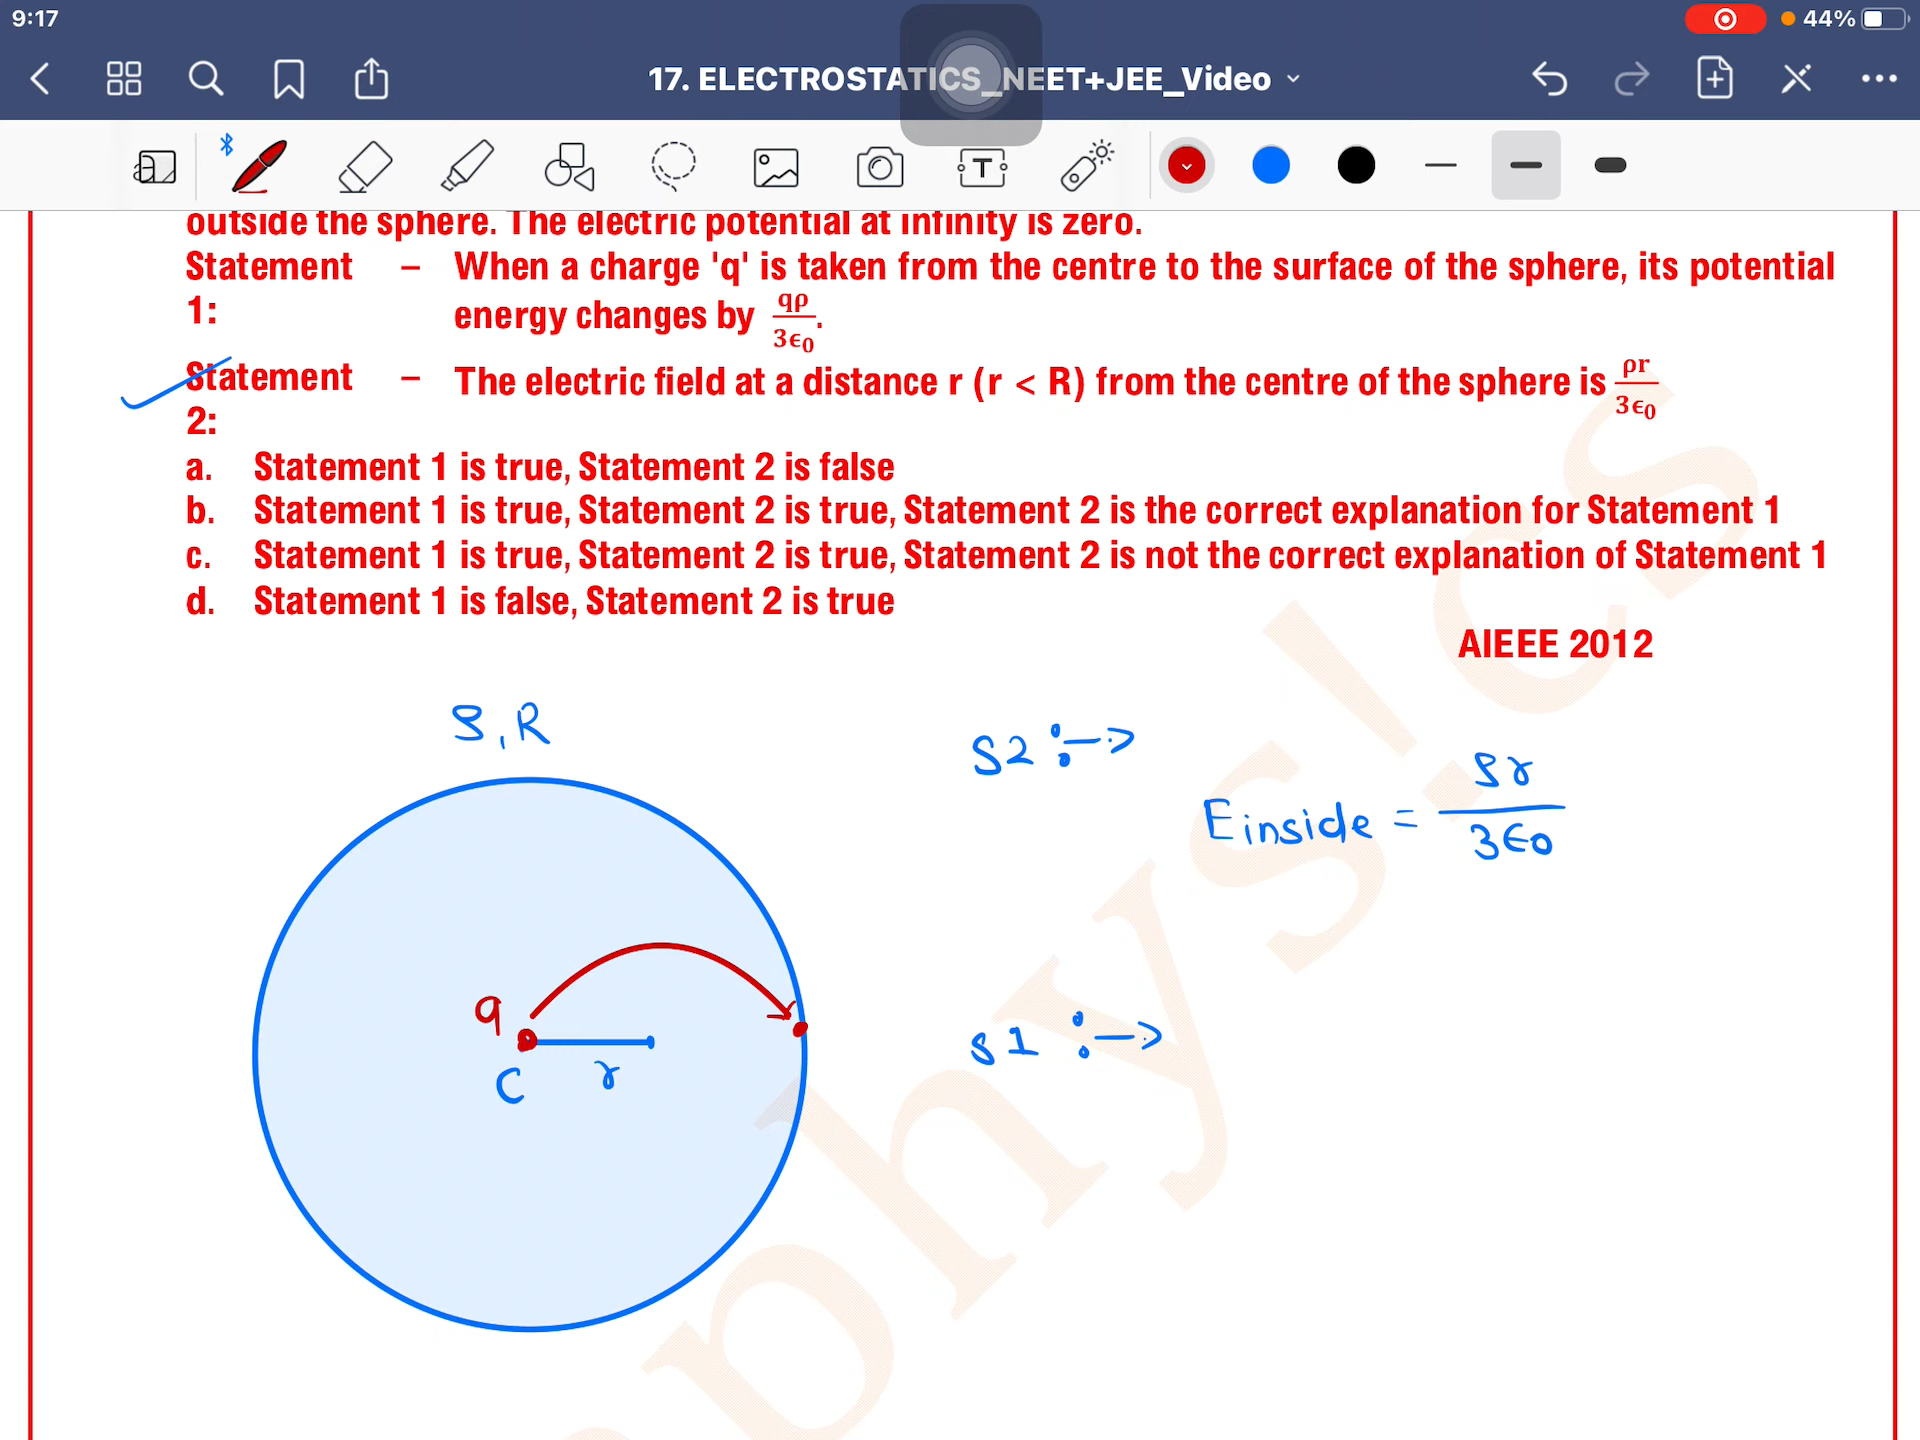 9:17
44%
17. ELECTROSTATICS_NEET+JEE_Video
outside the sphere. The electric potential at infinity is zero.
Statement 1: – When a charge 'q' is taken from the centre to the surface of the sphere, its potential
energy changes by qρ/3ϵ₀.
Statement 2: – The electric field at a distance r (r < R) from the centre of the sphere is ρr/3ϵ₀
a. Statement 1 is true, Statement 2 is false
b. Statement 1 is true, Statement 2 is true, Statement 2 is the correct explanation for Statement 1
c. Statement 1 is true, Statement 2 is true, Statement 2 is not the correct explanation of Statement 1
d. Statement 1 is false, Statement 2 is true
AIEEE 2012
ρ, R
S2 :→
E inside = ρr/3ϵ₀
q
C r
S1 :→
phys!cs